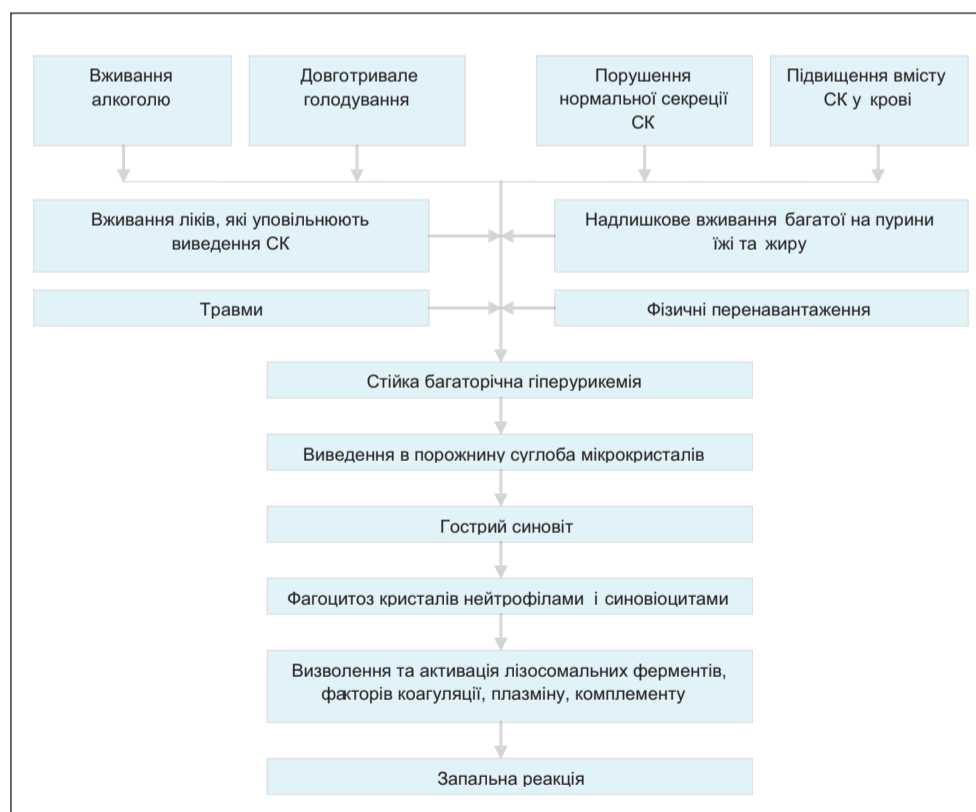 Вживання
алкоголю
Довготривале
голодування
Порушення
нормальної секреції
СК
Підвищення вмісту
СК у крові
Вживання ліків, які уповільнюють
виведення СК
Надлишкове вживання багатої на пурини
їжі та жиру
Травми
Фізичні перенавантаження
Стійка багаторічна гіперурикемія
Виведення в порожнину суглоба мікрокристалів
Гострий синовіт
Фагоцитоз кристалів нейтрофілами і синовіоцитами
Визволення та активація лізосомальних ферментів,
факторів коагуляції, плазміну, комплементу
Запальна реакція